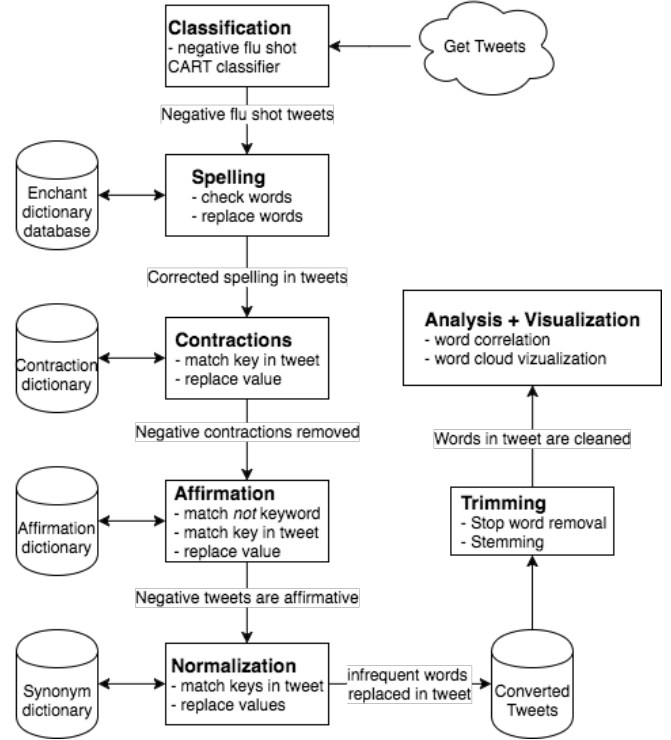 Classification
- negative flu shot
CART classifier
Get Tweets
Negative flu shot tweets
Enchant
dictionary
database
Spelling
- check words
- replace words
Corrected spelling in tweets
Contraction
dictionary
Contractions
- match key in tweet
- replace value
Negative contractions removed
Affirmation
dictionary
Affirmation
- match not keyword
- match key in tweet
- replace value
Negative tweets are affirmative
Synonym
dictionary
Normalization
- match keys in tweet
- replace values
infrequent words
replaced in tweet
Converted
Tweets
Trimming
- Stop word removal
- Stemming
Words in tweet are cleaned
Analysis + Visualization
- word correlation
- word cloud vizualization